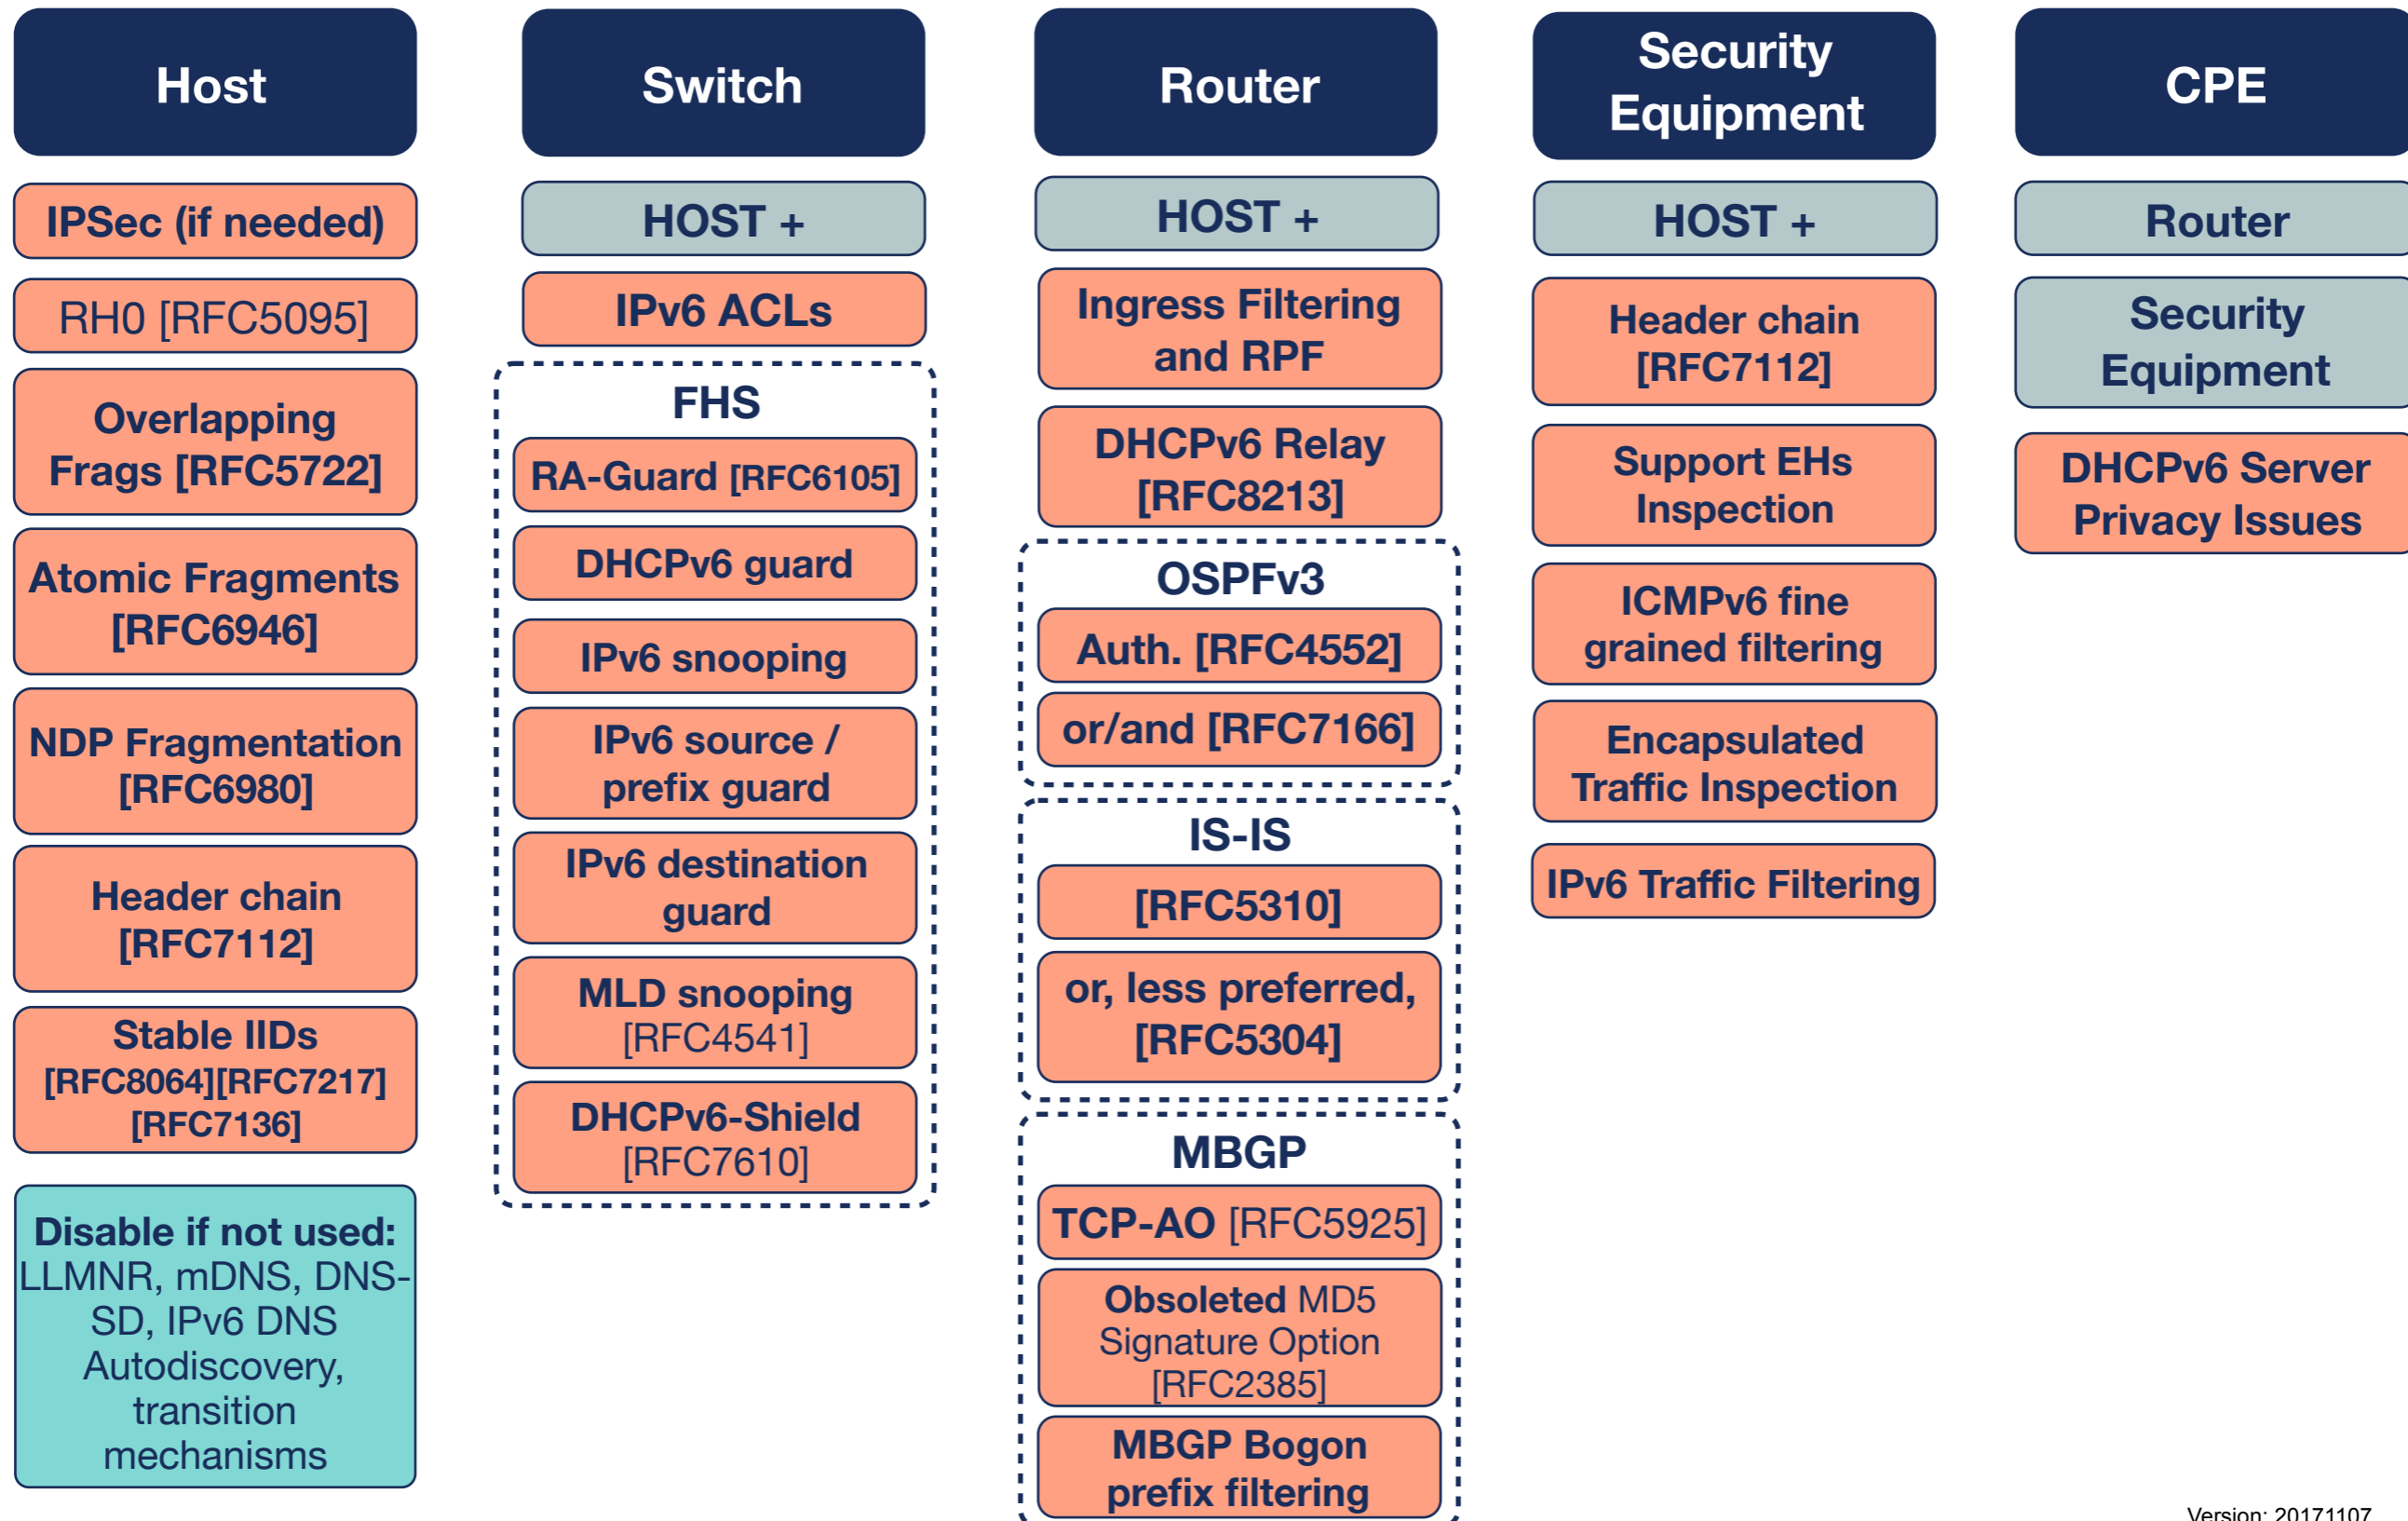 Host
IPSec (if needed)
RH0 [RFC5095]
Overlapping
Frags [RFC5722]
Atomic Fragments
[RFC6946]
NDP Fragmentation
[RFC6980]
Header chain
[RFC7112]
Stable IIDs
[RFC8064][RFC7217]
[RFC7136]
Disable if not used:
LLMNR, mDNS, DNS-
SD, IPv6 DNS
Autodiscovery,
transition
mechanisms
Switch
HOST +
IPv6 ACLs
FHS
RA-Guard [RFC6105]
DHCPv6 guard
IPv6 snooping
IPv6 source /
prefix guard
IPv6 destination
guard
MLD snooping
[RFC4541]
DHCPv6-Shield
[RFC7610]
Router
HOST +
Ingress Filtering
and RPF
DHCPv6 Relay
[RFC8213]
OSPFv3
Auth. [RFC4552]
or/and [RFC7166]
IS-IS
[RFC5310]
or, less preferred,
[RFC5304]
MBGP
TCP-AO [RFC5925]
Obsoleted MD5
Signature Option
[RFC2385]
MBGP Bogon
prefix filtering
Security
Equipment
HOST +
Header chain
[RFC7112]
Support EHs
Inspection
ICMPv6 fine
grained filtering
Encapsulated
Traffic Inspection
IPv6 Traffic Filtering
CPE
Router
Security
Equipment
DHCPv6 Server
Privacy Issues
Version: 20171107